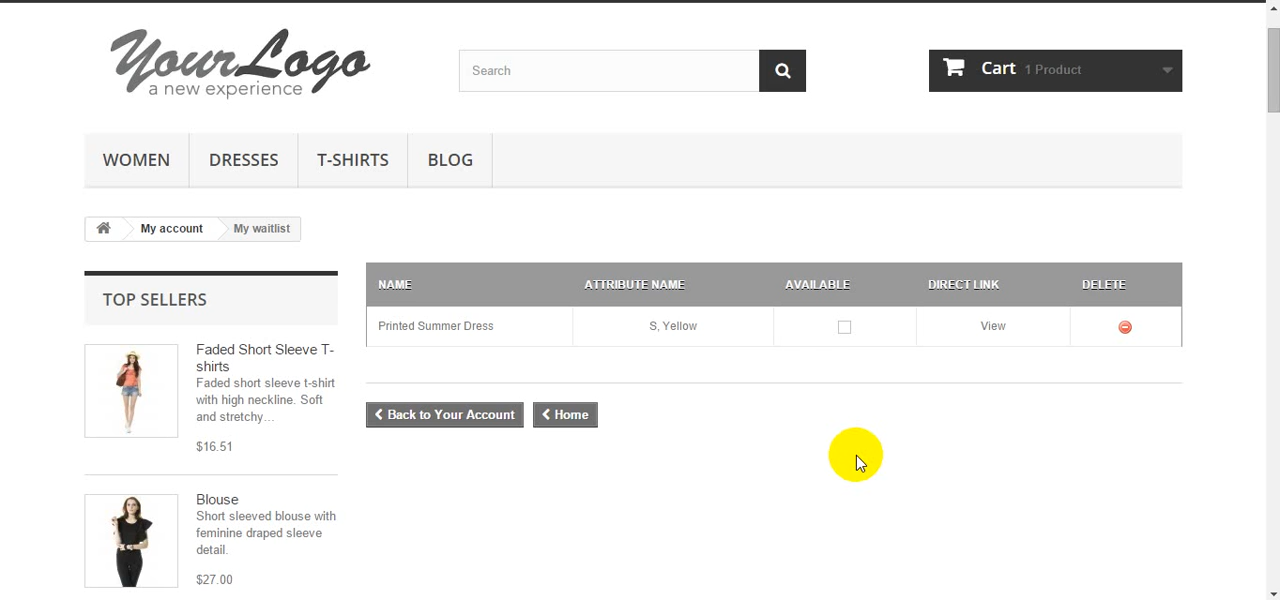 YourLogo
a new experience
Search
Cart 1 Product
WOMEN DRESSES T-SHIRTS BLOG
My account My waitlist
TOP SELLERS
Faded Short Sleeve T-
shirts
Faded short sleeve t-shirt
with high neckline. Soft
and stretchy...
$16.51
Blouse
Short sleeved blouse with
feminine draped sleeve
detail.
$27.00
NAME ATTRIBUTE NAME AVAILABLE DIRECT LINK DELETE
Printed Summer Dress S, Yellow View
Back to Your Account Home